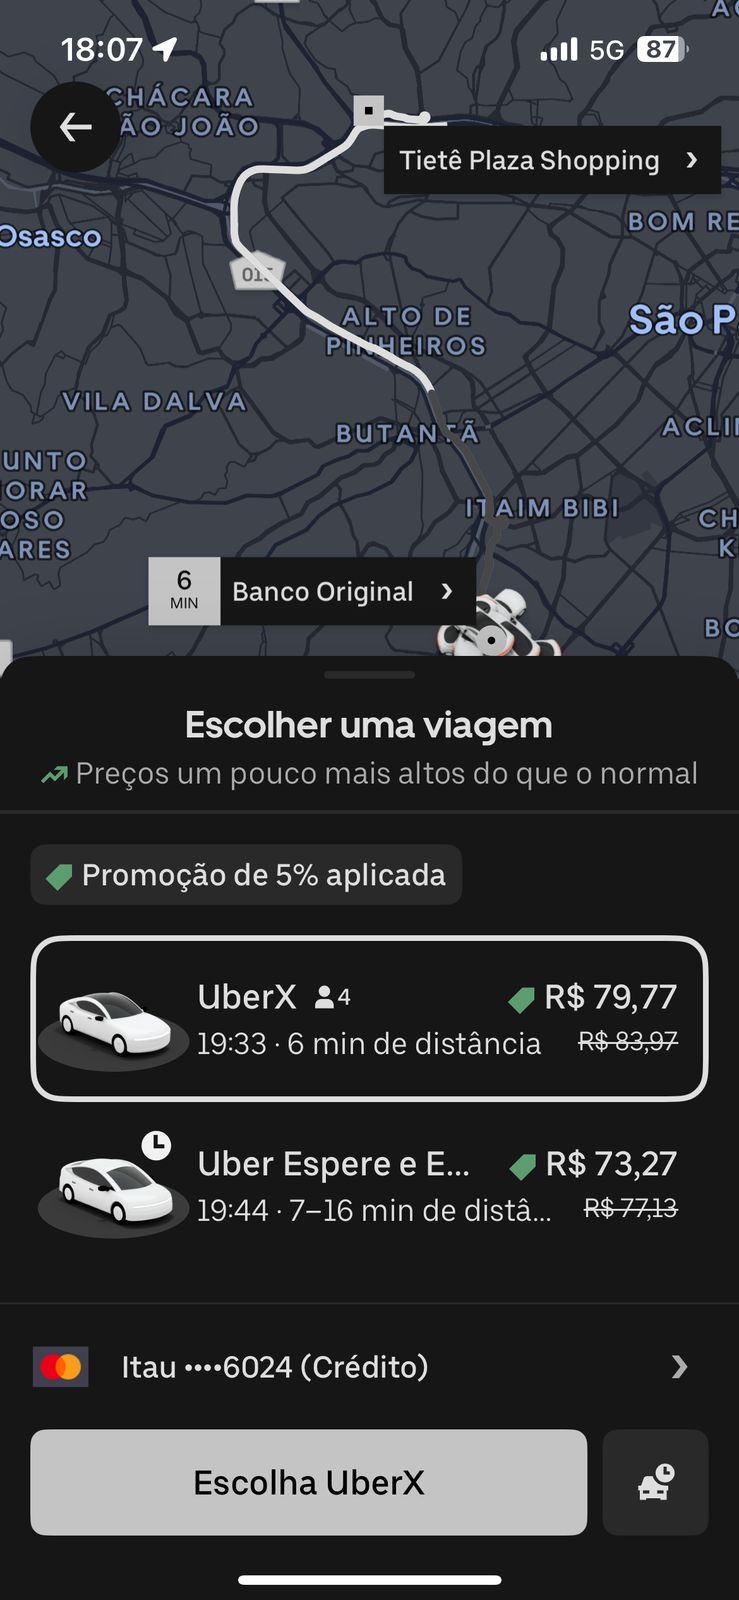 18:07
5G
87
CHÁCARA
ÃO JOÃO
Tietê Plaza Shopping
Osasco
BOM RE
015
ALTO DE
PINHEIROS
São P
VILA DALVA
BUTANTÃ
ACLI
UNTO
ORAR
OSO
ARES
ITAIM BIBI
CH
K
6
MIN
Banco Original
BO
Escolher uma viagem
Preços um pouco mais altos do que o normal
Promoção de 5% aplicada
UberX 4 R$ 79,77
19:33 · 6 min de distância R$ 83,97
Uber Espere e E... R$ 73,27
19:44 · 7–16 min de distâ... R$ 77,13
Itau ••••6024 (Crédito)
Escolha UberX